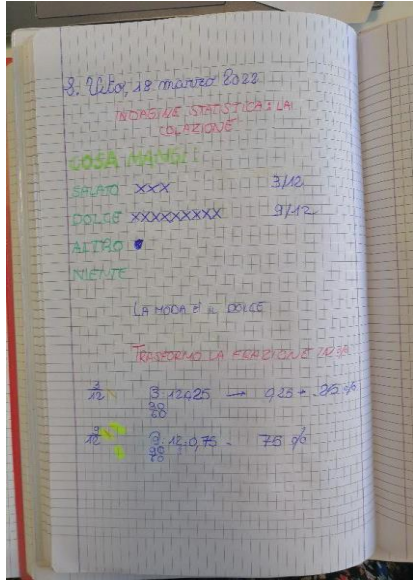 S. Vito, 18 marzo 2022
INDAGINE STATISTICA: LA
COLAZIONE
COSA MANGI
SALATO XXX 3/12
DOLCE XXXXXXXXX 9/12
ALTRO
NIENTE
LA MODA È IL DOLCE
TRASFORMO LA FRAZIONE IN %
3/12 3:12 0,25 → 0,25 = 25 %
9/12 9:12 0,75 - 75 %